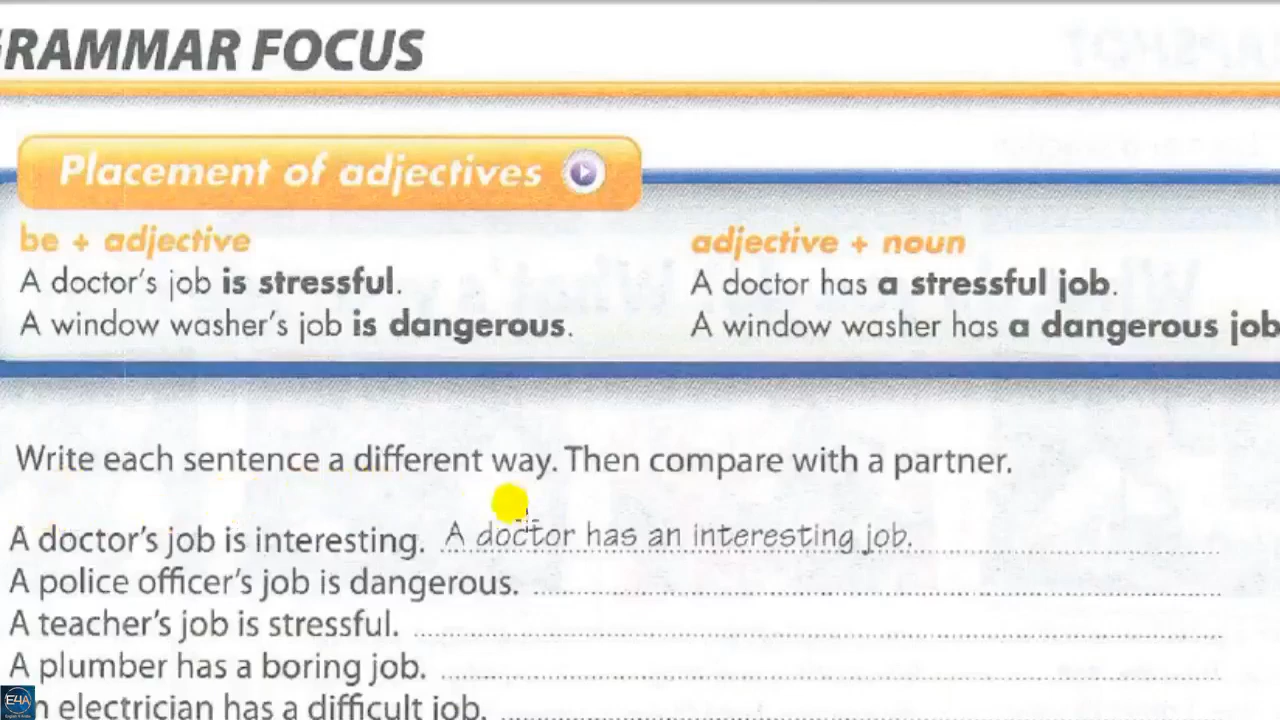 GRAMMAR FOCUS
Placement of adjectives
be + adjective
A doctor's job is stressful.
A window washer's job is dangerous.
adjective + noun
A doctor has a stressful job.
A window washer has a dangerous job
Write each sentence a different way. Then compare with a partner.
A doctor's job is interesting. A doctor has an interesting job.
A police officer's job is dangerous.
A teacher's job is stressful.
A plumber has a boring job.
n electrician has a difficult job.
E4A